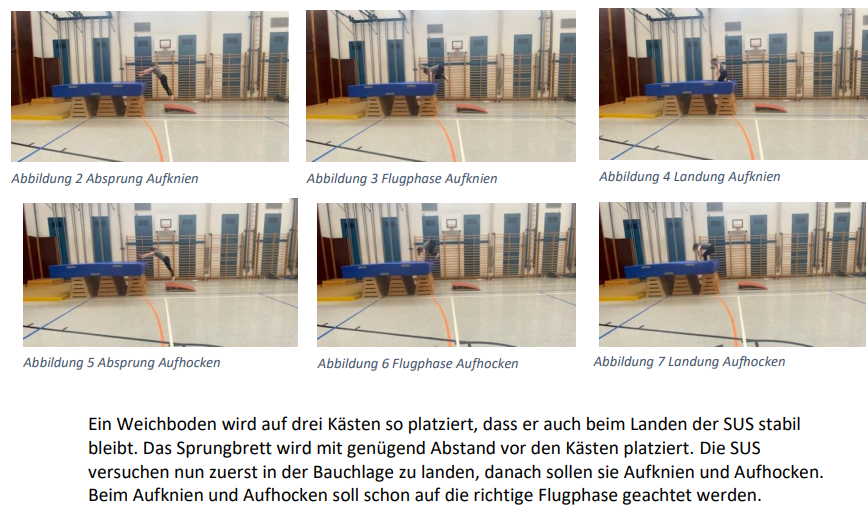 Abbildung 2 Absprung Aufknien
Abbildung 3 Flugphase Aufknien
Abbildung 4 Landung Aufknien
Abbildung 5 Absprung Aufhocken
Abbildung 6 Flugphase Aufhocken
Abbildung 7 Landung Aufhocken
Ein Weichboden wird auf drei Kästen so platziert, dass er auch beim Landen der SUS stabil
bleibt. Das Sprungbrett wird mit genügend Abstand vor den Kästen platziert. Die SUS
versuchen nun zuerst in der Bauchlage zu landen, danach sollen sie Aufknien und Aufhocken.
Beim Aufknien und Aufhocken soll schon auf die richtige Flugphase geachtet werden.